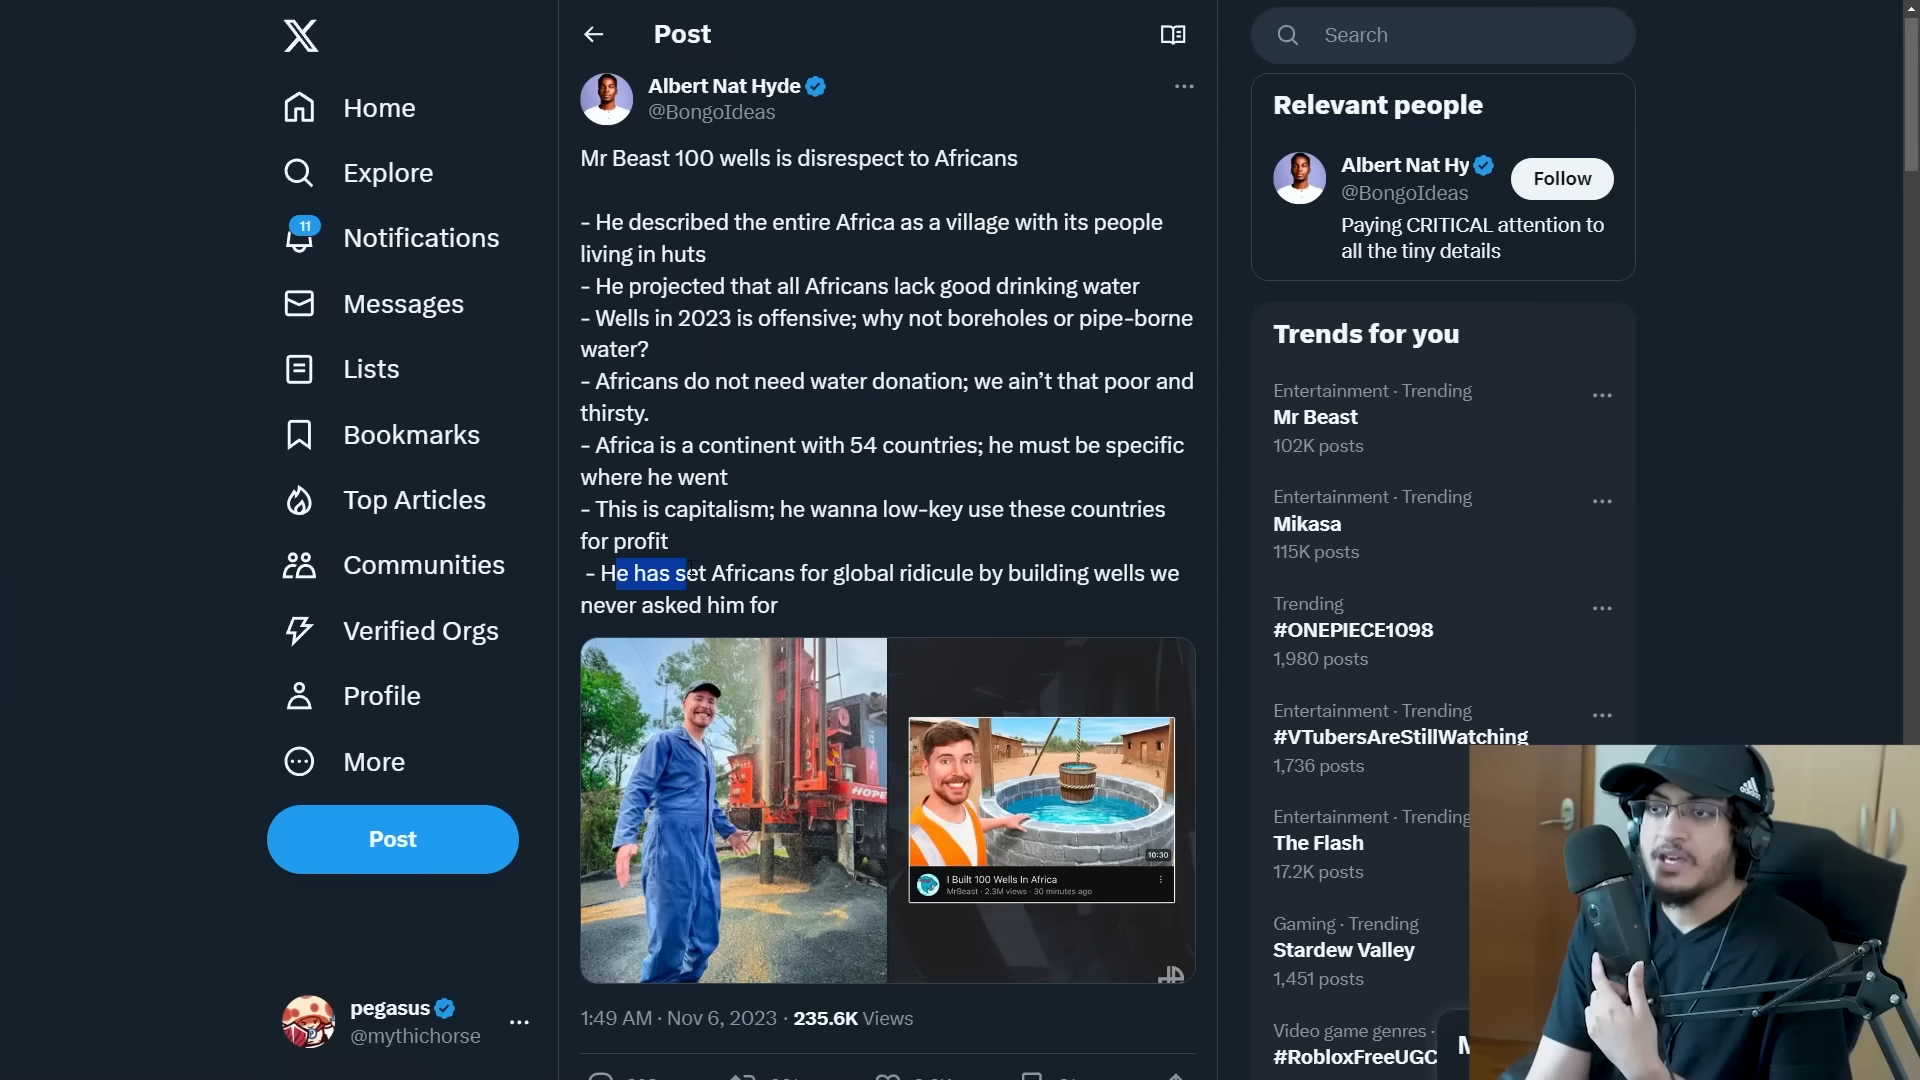 Home
Explore
11
Notifications
Messages
Lists
Bookmarks
Top Articles
Communities
Verified Orgs
Profile
More
Post
pegasus
@mythichorse
Post
Albert Nat Hyde
@BongoIdeas
Mr Beast 100 wells is disrespect to Africans
- He described the entire Africa as a village with its people
living in huts
- He projected that all Africans lack good drinking water
- Wells in 2023 is offensive; why not boreholes or pipe-borne
water?
- Africans do not need water donation; we ain’t that poor and
thirsty.
- Africa is a continent with 54 countries; he must be specific
where he went
- This is capitalism; he wanna low-key use these countries
for profit
- He has set Africans for global ridicule by building wells we
never asked him for
HOPE
10:30
I Built 100 Wells In Africa
MrBeast · 2.3M views · 30 minutes ago
1:49 AM · Nov 6, 2023 · 235.6K Views
Search
Relevant people
Albert Nat Hy
@BongoIdeas
Follow
Paying CRITICAL attention to
all the tiny details
Trends for you
Entertainment · Trending
Mr Beast
102K posts
Entertainment · Trending
Mikasa
115K posts
Trending
#ONEPIECE1098
1,980 posts
Entertainment · Trending
#VTubersAreStillWatching
1,736 posts
Entertainment · Trending
The Flash
17.2K posts
Gaming · Trending
Stardew Valley
1,451 posts
Video game genres ·
#RobloxFreeUGC
adidas